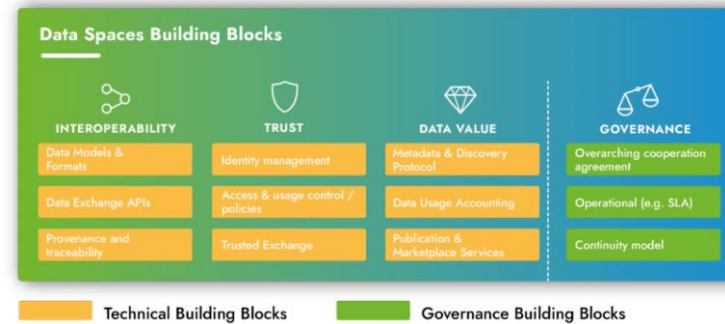 Data Spaces Building Blocks
INTEROPERABILITY
Data Models &
Formats
Data Exchange APIs
Provenance and
traceability
TRUST
Identity management
Access & usage control /
policies
Trusted Exchange
DATA VALUE
Metadata & Discovery
Protocol
Data Usage Accounting
Publication &
Marketplace Services
GOVERNANCE
Overarching cooperation
agreement
Operational (e.g. SLA)
Continuity model
Technical Building Blocks
Governance Building Blocks